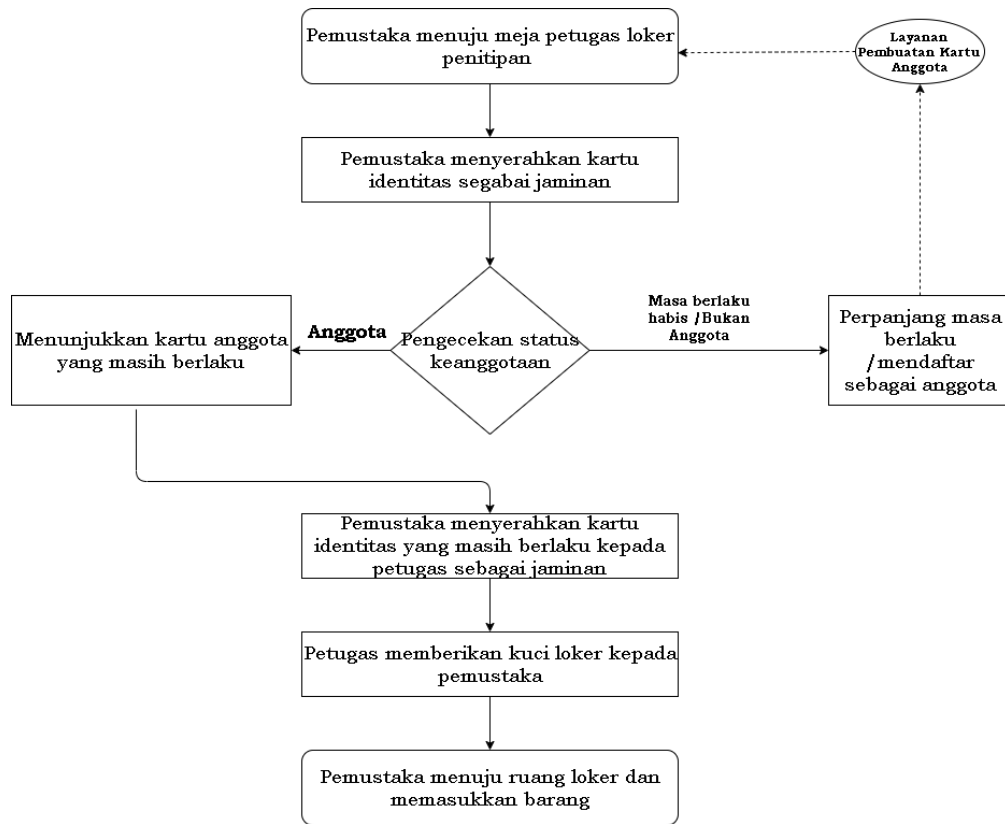 Pemustaka menuju meja petugas loker
penitipan
Layanan
Pembuatan Kartu
Anggota
Pemustaka menyerahkan kartu
identitas segabai jaminan
Menunjukkan kartu anggota
yang masih berlaku
Anggota
Pengecekan status
keanggotaan
Masa berlaku
habis /Bukan
Anggota
Perpanjang masa
berlaku
/mendaftar
sebagai anggota
Pemustaka menyerahkan kartu
identitas yang masih berlaku kepada
petugas sebagai jaminan
Petugas memberikan kuci loker kepada
pemustaka
Pemustaka menuju ruang loker dan
memasukkan barang